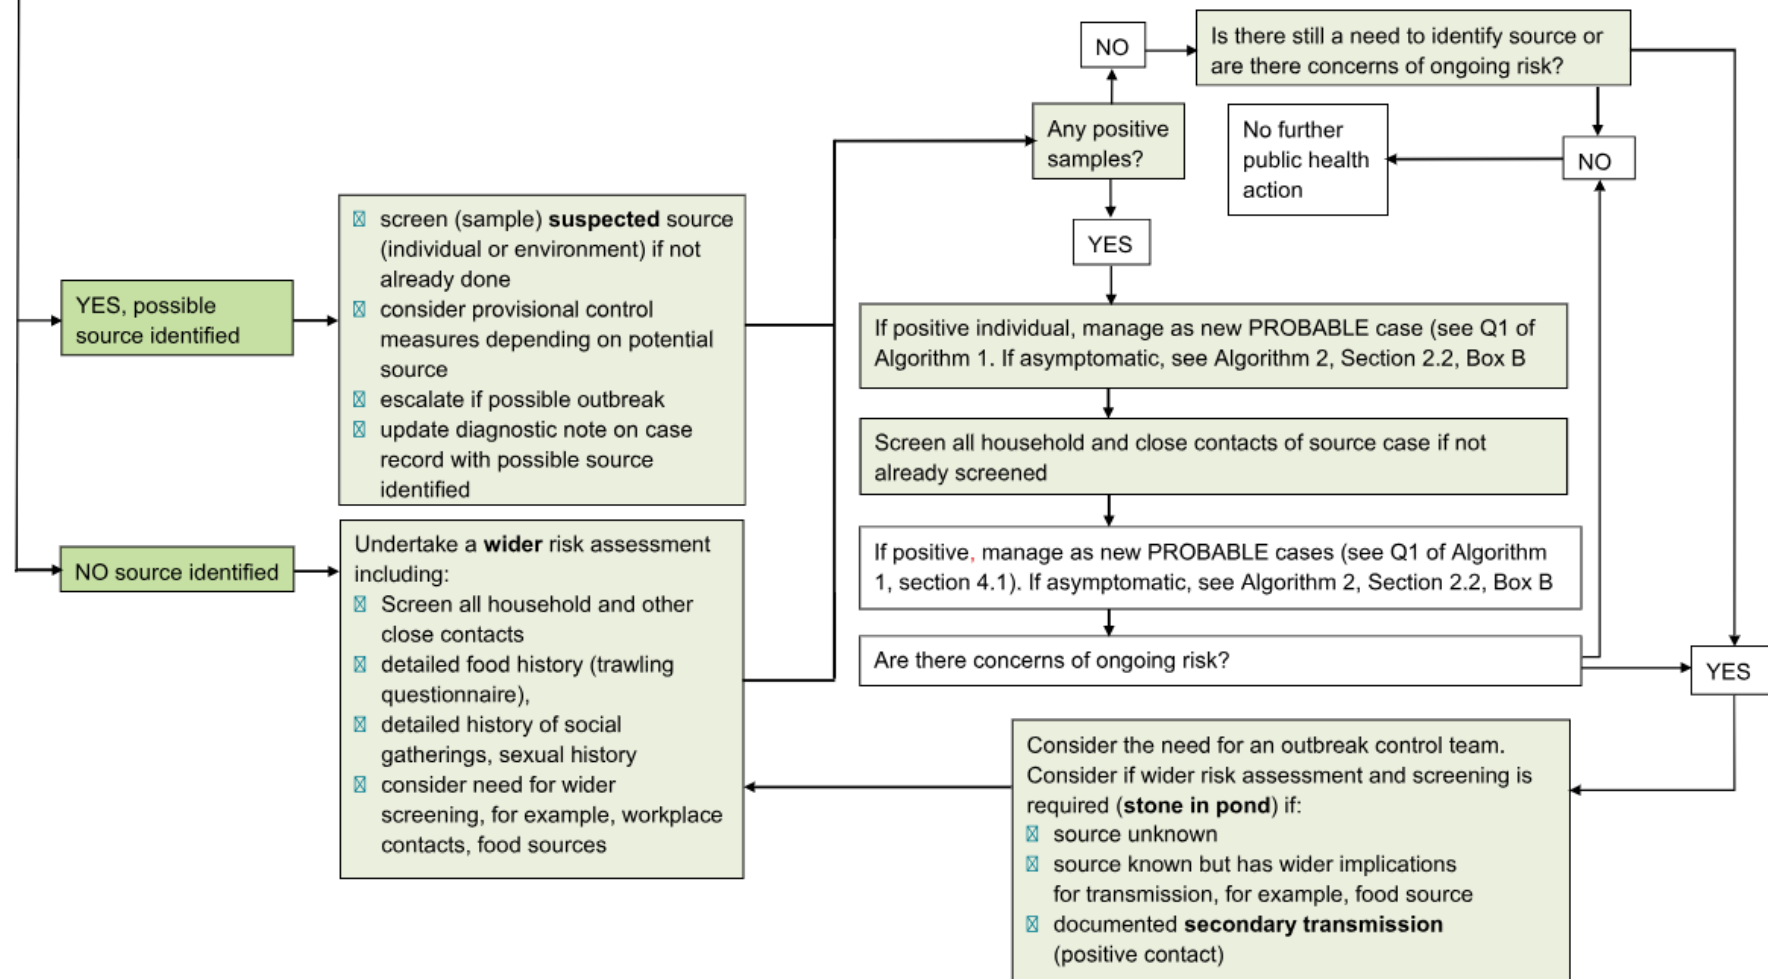 NO
Is there still a need to identify source or
are there concerns of ongoing risk?
Any positive
samples?
No further
public health
action
NO
YES
YES, possible
source identified
screen (sample) suspected source
(individual or environment) if not
already done
consider provisional control
measures depending on potential
source
escalate if possible outbreak
update diagnostic note on case
record with possible source
identified
If positive individual, manage as new PROBABLE case (see Q1 of
Algorithm 1. If asymptomatic, see Algorithm 2, Section 2.2, Box B
Screen all household and close contacts of source case if not
already screened
If positive, manage as new PROBABLE cases (see Q1 of Algorithm
1, section 4.1). If asymptomatic, see Algorithm 2, Section 2.2, Box B
Are there concerns of ongoing risk?
YES
NO source identified
Undertake a wider risk assessment
including:
Screen all household and other
close contacts
detailed food history (trawling
questionnaire),
detailed history of social
gatherings, sexual history
consider need for wider
screening, for example, workplace
contacts, food sources
Consider the need for an outbreak control team.
Consider if wider risk assessment and screening is
required (stone in pond) if:
source unknown
source known but has wider implications
for transmission, for example, food source
documented secondary transmission
(positive contact)